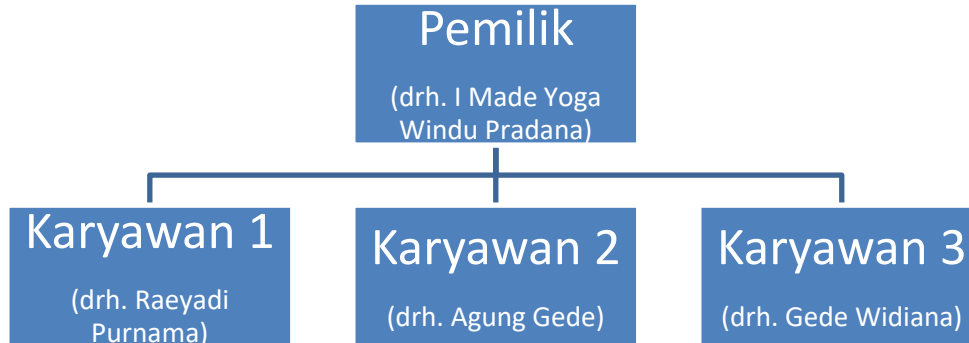 Pemilik
(drh. I Made Yoga
Windu Pradana)
Karyawan 1
(drh. Raeyadi
Purnama)
Karyawan 2
(drh. Agung Gede)
Karyawan 3
(drh. Gede Widiana)